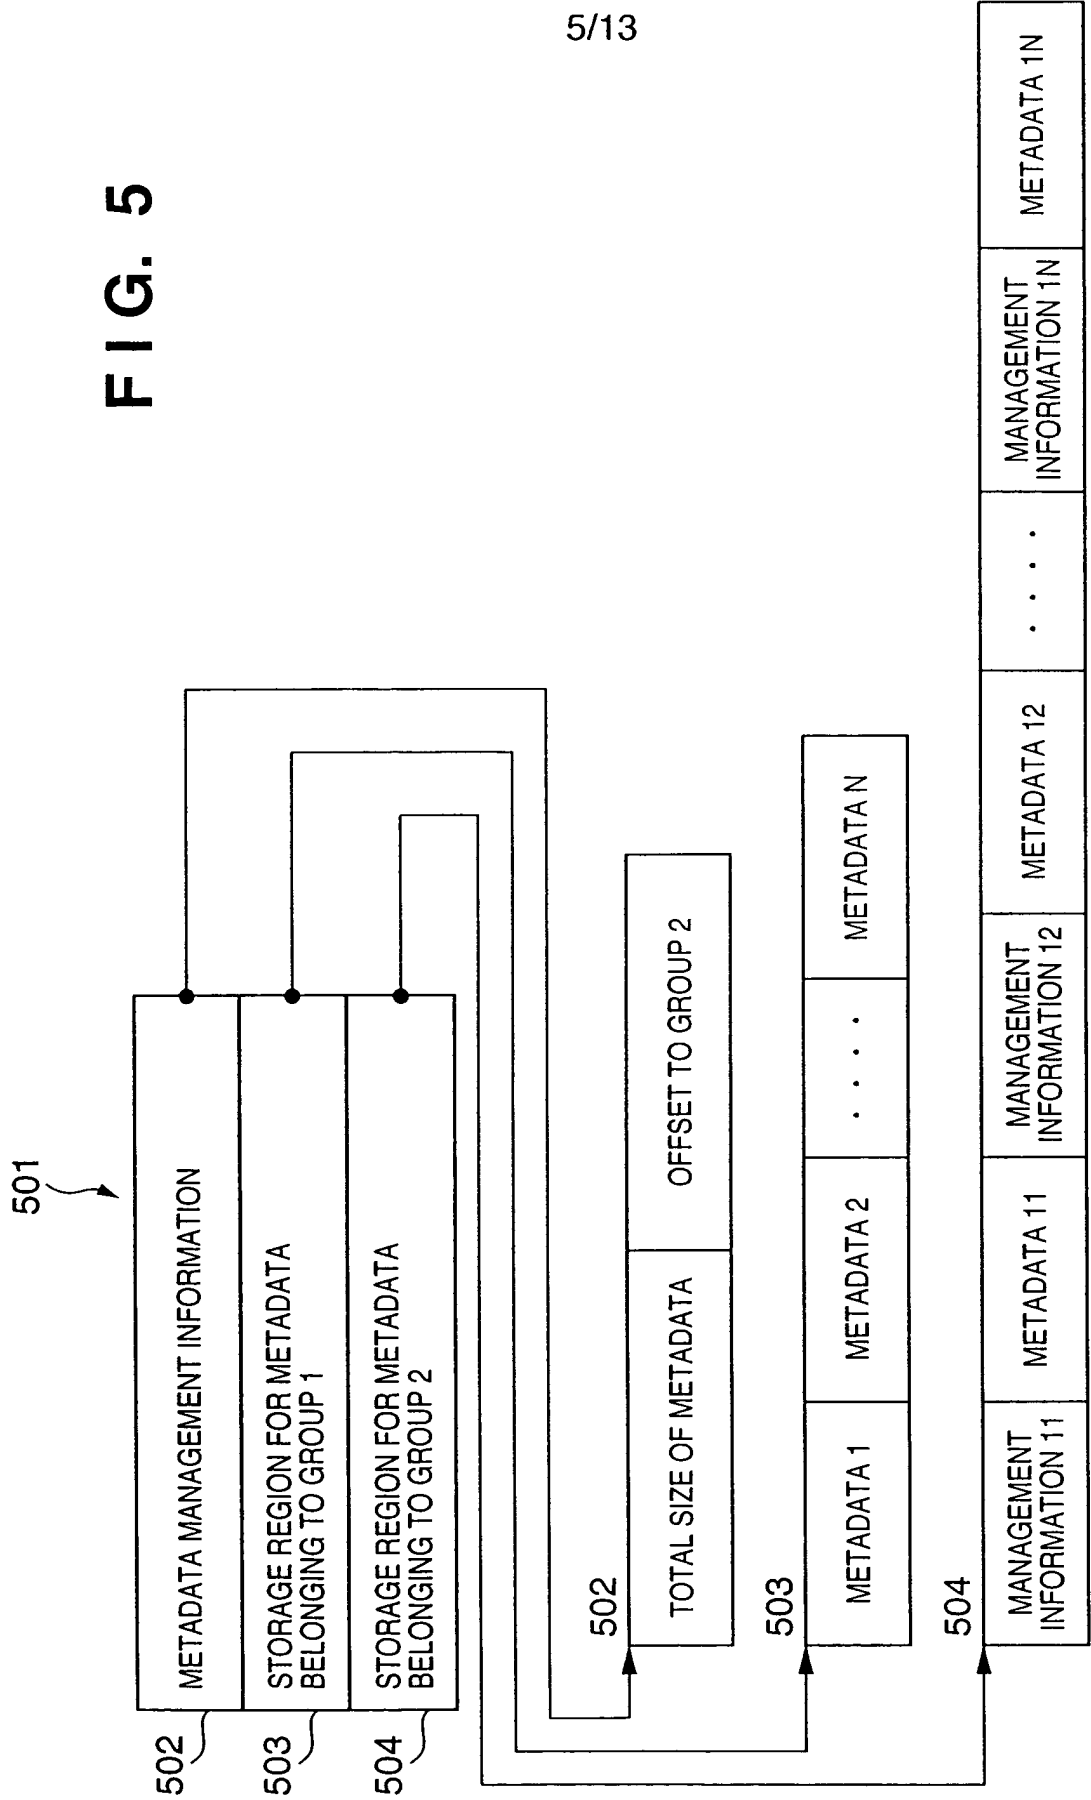 5/13
FIG. 5
501
502
METADATA MANAGEMENT INFORMATION
503
STORAGE REGION FOR METADATA
BELONGING TO GROUP 1
504
STORAGE REGION FOR METADATA
BELONGING TO GROUP 2
502
TOTAL SIZE OF METADATA
OFFSET TO GROUP 2
503
METADATA 1
METADATA 2
. . . .
METADATA N
504
MANAGEMENT
INFORMATION 11
METADATA 11
MANAGEMENT
INFORMATION 12
METADATA 12
. . . .
MANAGEMENT
INFORMATION 1N
METADATA 1N